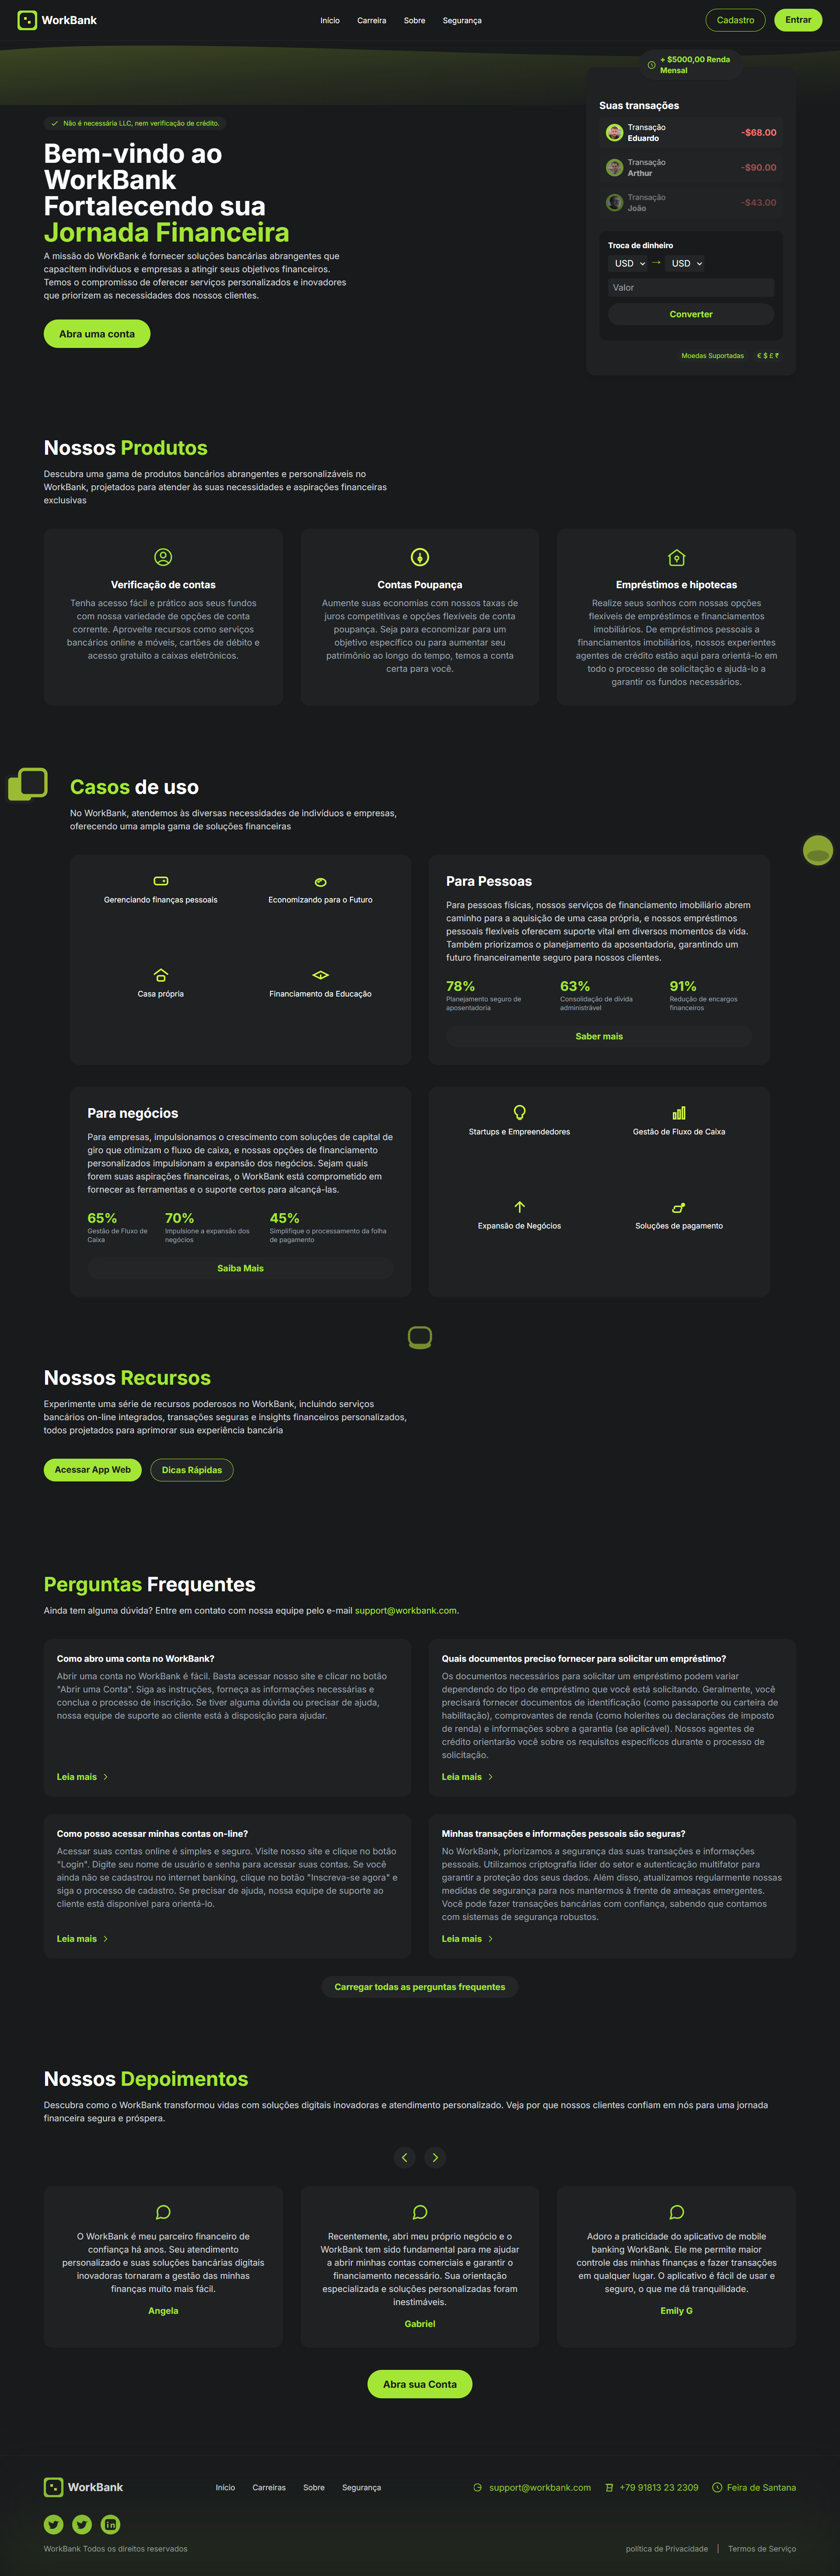 WorkBank
Início Carreira Sobre Segurança
Cadastro Entrar
+ $5000,00 Renda
Mensal
Não é necessária LLC, nem verificação de crédito.
Bem-vindo ao
WorkBank
Fortalecendo sua
Jornada Financeira
A missão do WorkBank é fornecer soluções bancárias abrangentes que
capacitem indivíduos e empresas a atingir seus objetivos financeiros.
Temos o compromisso de oferecer serviços personalizados e inovadores
que priorizem as necessidades dos nossos clientes.
Abra uma conta
Suas transações
Transação
Eduardo
-$68.00
Transação
Arthur
-$90.00
Transação
João
-$43.00
Troca de dinheiro
USD → USD
Valor
Converter
Moedas Suportadas € $ £ ₹
Nossos Produtos
Descubra uma gama de produtos bancários abrangentes e personalizáveis no
WorkBank, projetados para atender às suas necessidades e aspirações financeiras
exclusivas
Verificação de contas
Tenha acesso fácil e prático aos seus fundos
com nossa variedade de opções de conta
corrente. Aproveite recursos como serviços
bancários online e móveis, cartões de débito e
acesso gratuito a caixas eletrônicos.
Contas Poupança
Aumente suas economias com nossos taxas de
juros competitivas e opções flexíveis de conta
poupança. Seja para economizar para um
objetivo específico ou para aumentar seu
patrimônio ao longo do tempo, temos a conta
certa para você.
Empréstimos e hipotecas
Realize seus sonhos com nossas opções
flexíveis de empréstimos e financiamentos
imobiliários. De empréstimos pessoais a
financiamentos imobiliários, nossos experientes
agentes de crédito estão aqui para orientá-lo em
todo o processo de solicitação e ajudá-lo a
garantir os fundos necessários.
Casos de uso
No WorkBank, atendemos às diversas necessidades de indivíduos e empresas,
oferecendo uma ampla gama de soluções financeiras
Gerenciando finanças pessoais
Economizando para o Futuro
Casa própria
Financiamento da Educação
Para Pessoas
Para pessoas físicas, nossos serviços de financiamento imobiliário abrem
caminho para a aquisição de uma casa própria, e nossos empréstimos
pessoais flexíveis oferecem suporte vital em diversos momentos da vida.
Também priorizamos o planejamento da aposentadoria, garantindo um
futuro financeiramente seguro para nossos clientes.
78%
Planejamento seguro de
aposentadoria
63%
Consolidação de dívida
administrável
91%
Redução de encargos
financeiros
Saber mais
Para negócios
Para empresas, impulsionamos o crescimento com soluções de capital de
giro que otimizam o fluxo de caixa, e nossas opções de financiamento
personalizados impulsionam a expansão dos negócios. Sejam quais
forem suas aspirações financeiras, o WorkBank está comprometido em
fornecer as ferramentas e o suporte certos para alcançá-las.
65%
Gestão de Fluxo de
Caixa
70%
Impulsione a expansão dos
negócios
45%
Simplifique o processamento da folha
de pagamento
Saiba Mais
Startups e Empreendedores
Gestão de Fluxo de Caixa
Expansão de Negócios
Soluções de pagamento
Nossos Recursos
Experimente uma série de recursos poderosos no WorkBank, incluindo serviços
bancários on-line integrados, transações seguras e insights financeiros personalizados,
todos projetados para aprimorar sua experiência bancária
Acessar App Web Dicas Rápidas
Perguntas Frequentes
Ainda tem alguma dúvida? Entre em contato com nossa equipe pelo e-mail support@workbank.com.
Como abro uma conta no WorkBank?
Abrir uma conta no WorkBank é fácil. Basta acessar nosso site e clicar no botão
"Abrir uma Conta". Siga as instruções, forneça as informações necessárias e
conclua o processo de inscrição. Se tiver alguma dúvida ou precisar de ajuda,
nossa equipe de suporte ao cliente está à disposição para ajudar.
Leia mais
Quais documentos preciso fornecer para solicitar um empréstimo?
Os documentos necessários para solicitar um empréstimo podem variar
dependendo do tipo de empréstimo que você está solicitando. Geralmente, você
precisará fornecer documentos de identificação (como passaporte ou carteira de
habilitação), comprovantes de renda (como holerites ou declarações de imposto
de renda) e informações sobre a garantia (se aplicável). Nossos agentes de
crédito orientarão você sobre os requisitos específicos durante o processo de
solicitação.
Leia mais
Como posso acessar minhas contas on-line?
Acessar suas contas online é simples e seguro. Visite nosso site e clique no botão
"Login". Digite seu nome de usuário e senha para acessar suas contas. Se você
ainda não se cadastrou no internet banking, clique no botão "Inscreva-se agora" e
siga o processo de cadastro. Se precisar de ajuda, nossa equipe de suporte ao
cliente está disponível para orientá-lo.
Leia mais
Minhas transações e informações pessoais são seguras?
No WorkBank, priorizamos a segurança das suas transações e informações
pessoais. Utilizamos criptografia líder do setor e autenticação multifator para
garantir a proteção dos seus dados. Além disso, atualizamos regularmente nossas
medidas de segurança para nos mantermos à frente de ameaças emergentes.
Você pode fazer transações bancárias com confiança, sabendo que contamos
com sistemas de segurança robustos.
Leia mais
Carregar todas as perguntas frequentes
Nossos Depoimentos
Descubra como o WorkBank transformou vidas com soluções digitais inovadoras e atendimento personalizado. Veja por que nossos clientes confiam em nós para uma jornada
financeira segura e próspera.
O WorkBank é meu parceiro financeiro de
confiança há anos. Seu atendimento
personalizado e suas soluções bancárias digitais
inovadoras tornaram a gestão das minhas
finanças muito mais fácil.
Angela
Recentemente, abri meu próprio negócio e o
WorkBank tem sido fundamental para me ajudar
a abrir minhas contas comerciais e garantir o
financiamento necessário. Sua orientação
especializada e soluções personalizadas foram
inestimáveis.
Gabriel
Adoro a praticidade do aplicativo de mobile
banking WorkBank. Ele me permite maior
controle das minhas finanças e fazer transações
em qualquer lugar. O aplicativo é fácil de usar e
seguro, o que me dá tranquilidade.
Emily G
Abra sua Conta
WorkBank
Início Carreiras Sobre Segurança
support@workbank.com +79 91813 23 2309 Feira de Santana
WorkBank Todos os direitos reservados
política de Privacidade | Termos de Serviço